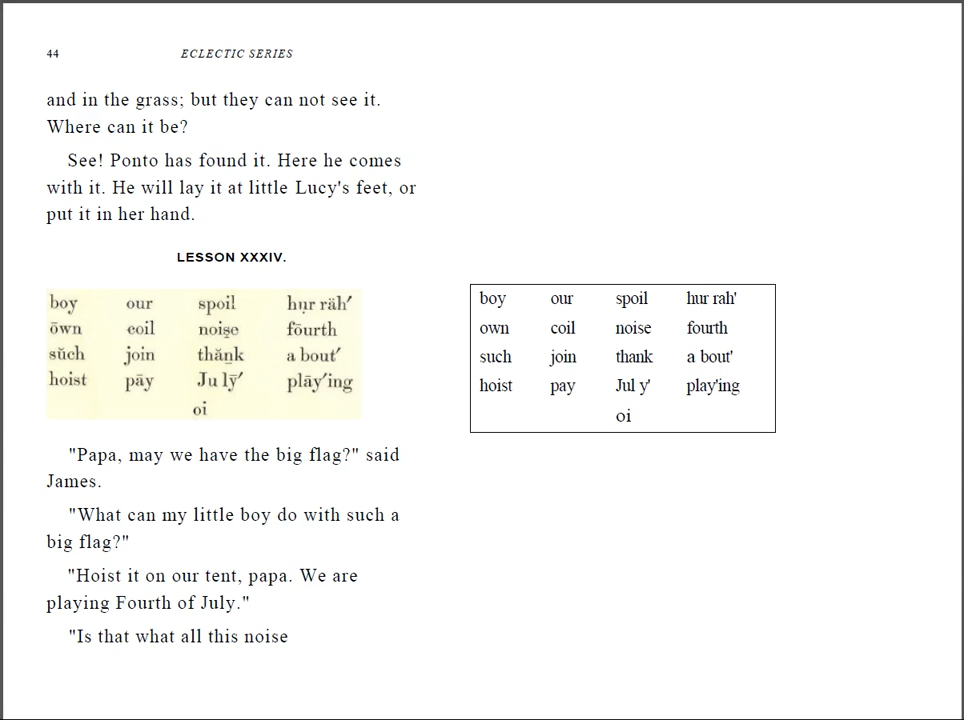 44 ECLECTIC SERIES
and in the grass; but they can not see it.
Where can it be?
See! Ponto has found it. Here he comes
with it. He will lay it at little Lucy's feet, or
put it in her hand.
LESSON XXXIV.
boy our spoil hụr räh′
ōwn coil noiṣe fōurth
sŭch join thăṉk a bout′
hoist pāy Ju lȳ′ plāy′ing
oi
boy our spoil hur rah'
own coil noise fourth
such join thank a bout'
hoist pay Jul y' play'ing
oi
"Papa, may we have the big flag?" said
James.
"What can my little boy do with such a
big flag?"
"Hoist it on our tent, papa. We are
playing Fourth of July."
"Is that what all this noise